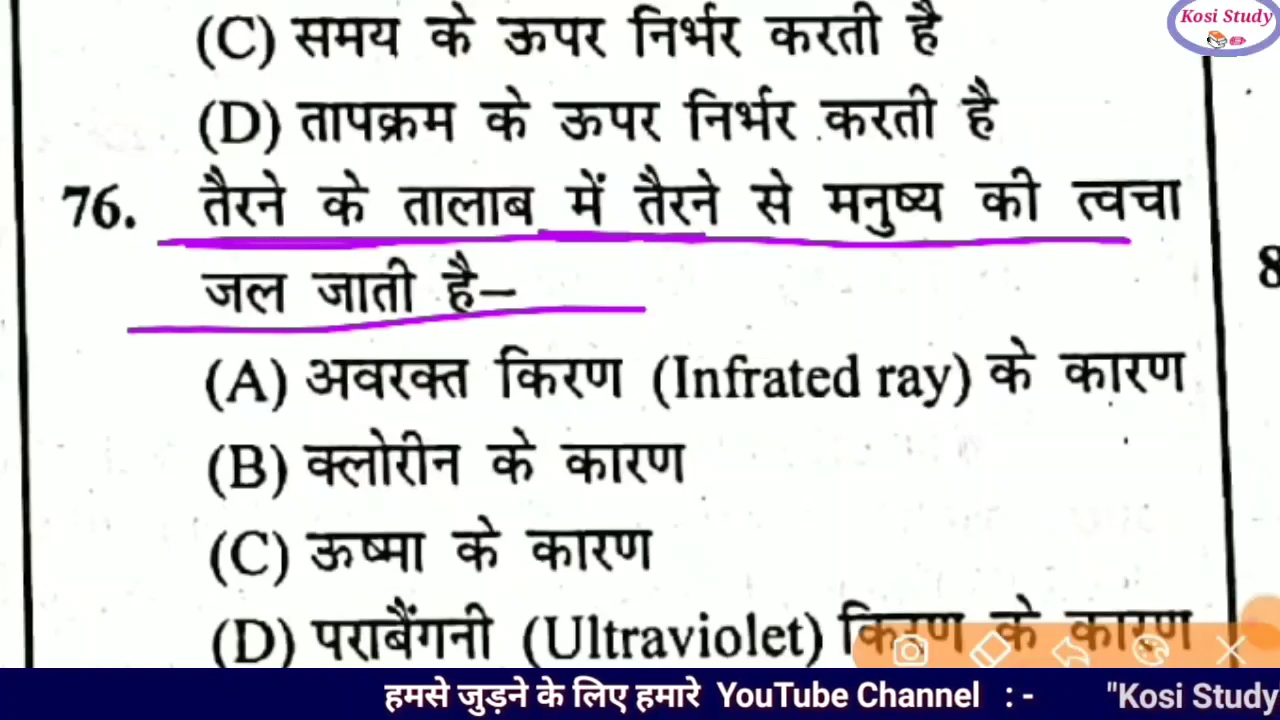 (C) समय के ऊपर निर्भर करती है
Kosi Study
(D) तापक्रम के ऊपर निर्भर करती है
76. तैरने के तालाब में तैरने से मनुष्य की त्वचा
जल जाती है–
8
(A) अवरक्त किरण (Infrated ray) के कारण
(B) क्लोरीन के कारण
(C) ऊष्मा के कारण
(D) पराबैंगनी (Ultraviolet) किरण के कारण
हमसे जुड़ने के लिए हमारे YouTube Channel : - "Kosi Study